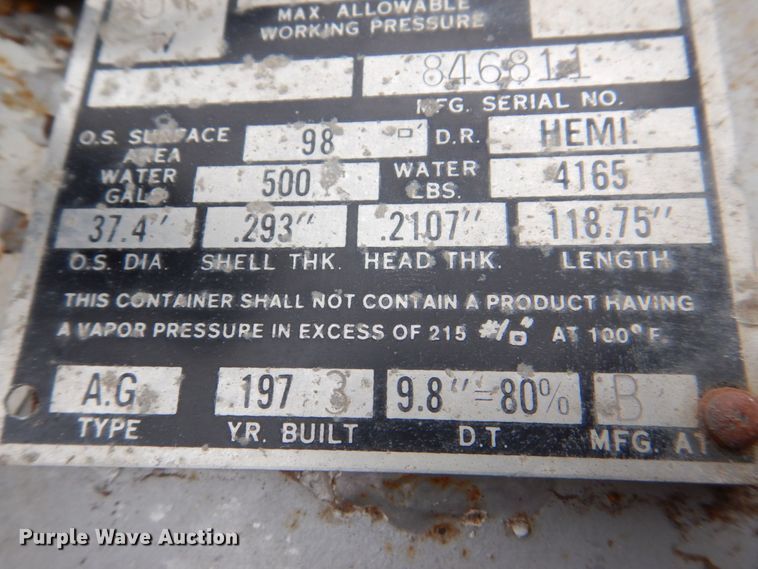 MAX. ALLOWABLE
WORKING PRESSURE
846811
MFG. SERIAL NO.
O.S. SURFACE AREA 98 D.R. HEMI.
WATER GALS 500 WATER LBS. 4165
37.4" .293" .2107" 118.75"
O.S. DIA. SHELL THK. HEAD THK. LENGTH
THIS CONTAINER SHALL NOT CONTAIN A PRODUCT HAVING
A VAPOR PRESSURE IN EXCESS OF 215 #/□" AT 100° F.
A.G 197 3 9.8"=80% B
TYPE YR. BUILT D.T. MFG. AT
Purple Wave Auction